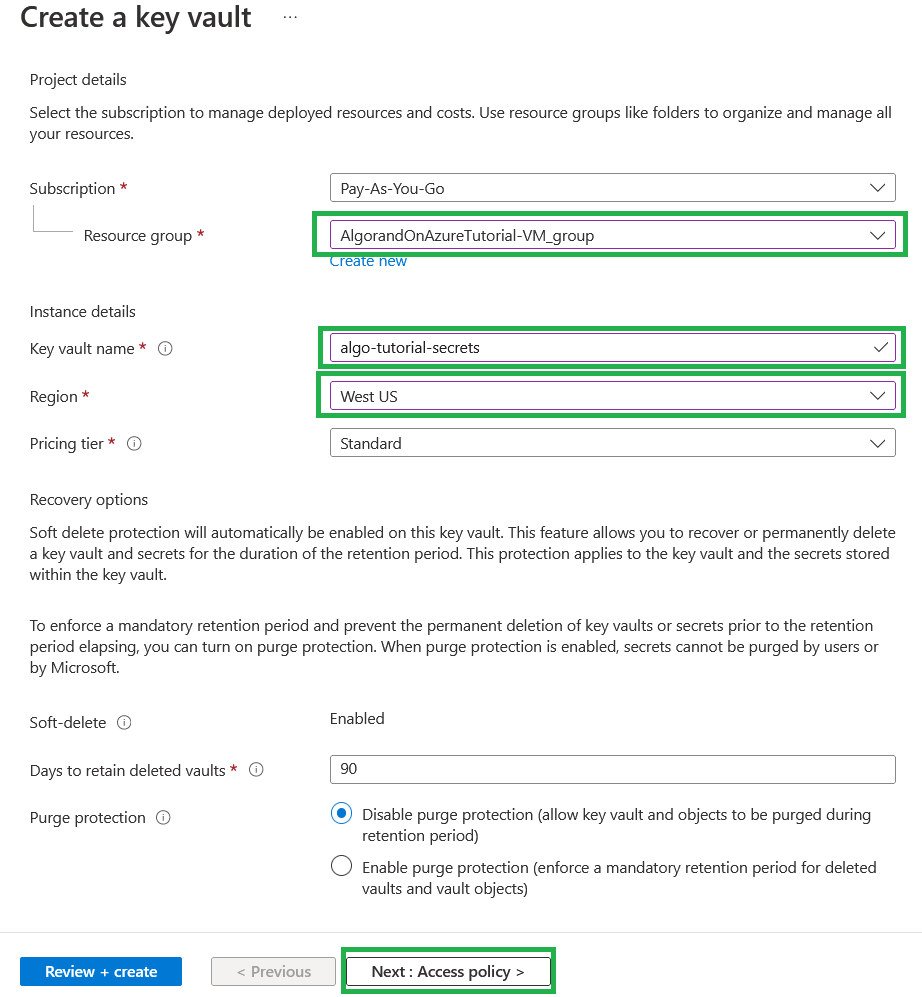 Create a key vault ...
Project details
Select the subscription to manage deployed resources and costs. Use resource groups like folders to organize and manage all
your resources.
Subscription *
Pay-As-You-Go
Resource group *
AlgorandOnAzureTutorial-VM_group
Create new
Instance details
Key vault name *
algo-tutorial-secrets
Region *
West US
Pricing tier *
Standard
Recovery options
Soft delete protection will automatically be enabled on this key vault. This feature allows you to recover or permanently delete
a key vault and secrets for the duration of the retention period. This protection applies to the key vault and the secrets stored
within the key vault.
To enforce a mandatory retention period and prevent the permanent deletion of key vaults or secrets prior to the retention
period elapsing, you can turn on purge protection. When purge protection is enabled, secrets cannot be purged by users or
by Microsoft.
Soft-delete
Enabled
Days to retain deleted vaults *
90
Purge protection
Disable purge protection (allow key vault and objects to be purged during
retention period)
Enable purge protection (enforce a mandatory retention period for deleted
vaults and vault objects)
Review + create
< Previous
Next : Access policy >